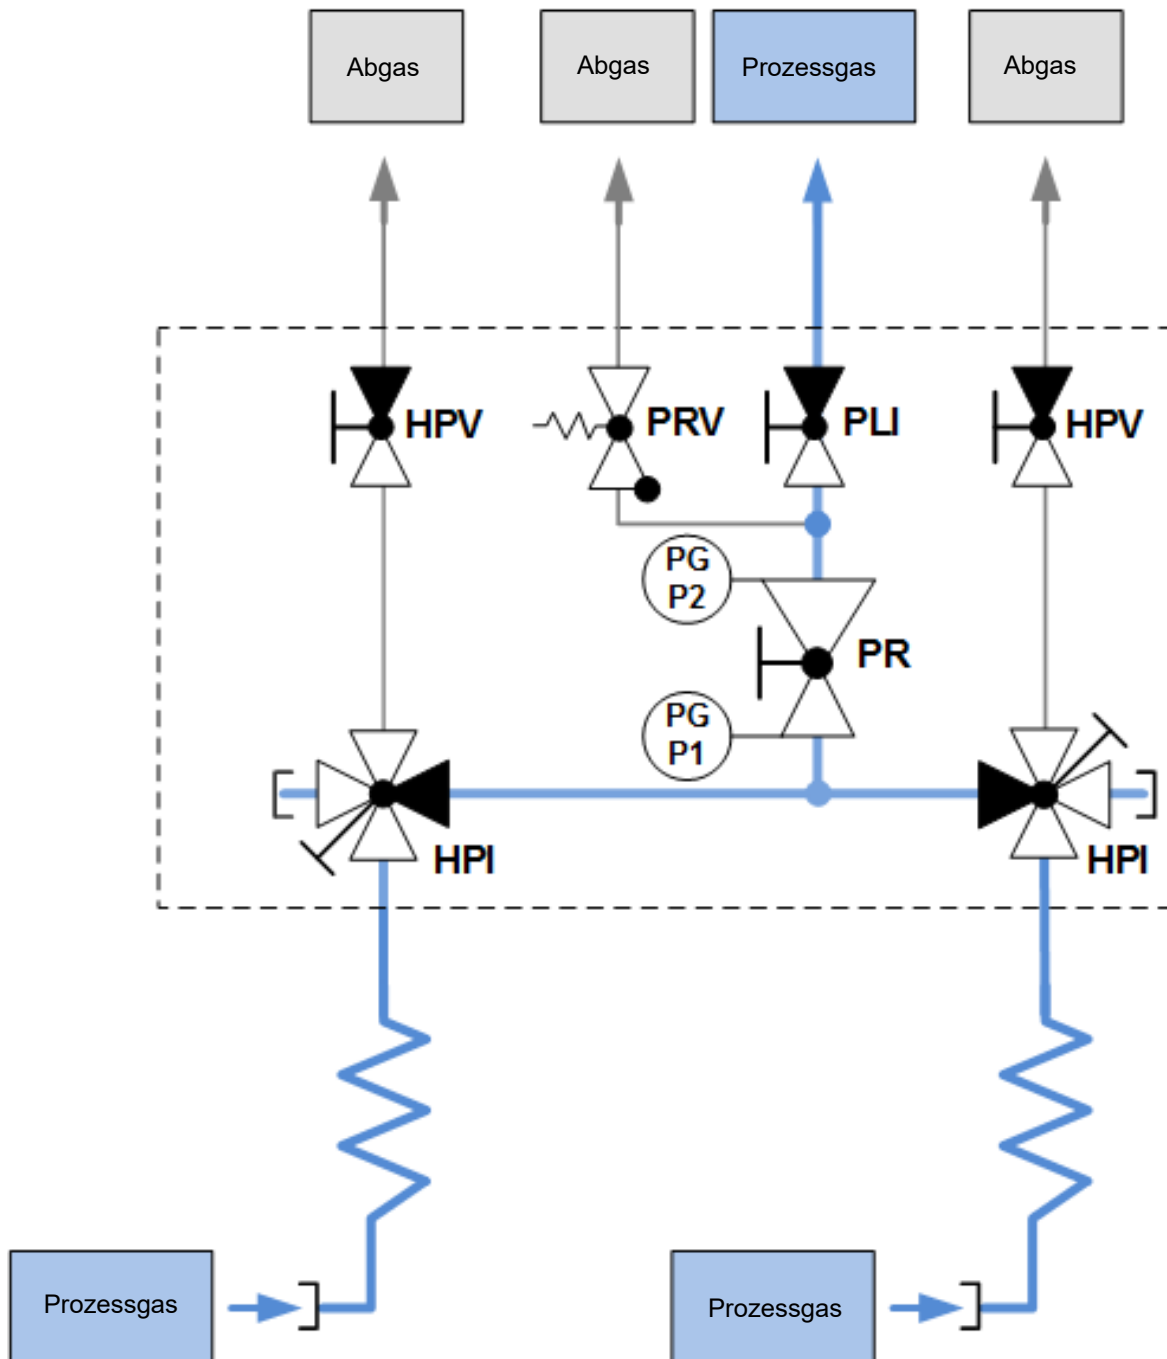 Abgas
Abgas
Prozessgas
Abgas
HPV
PRV
PLI
HPV
PG
P2
PR
PG
P1
HPI
HPI
Prozessgas
Prozessgas